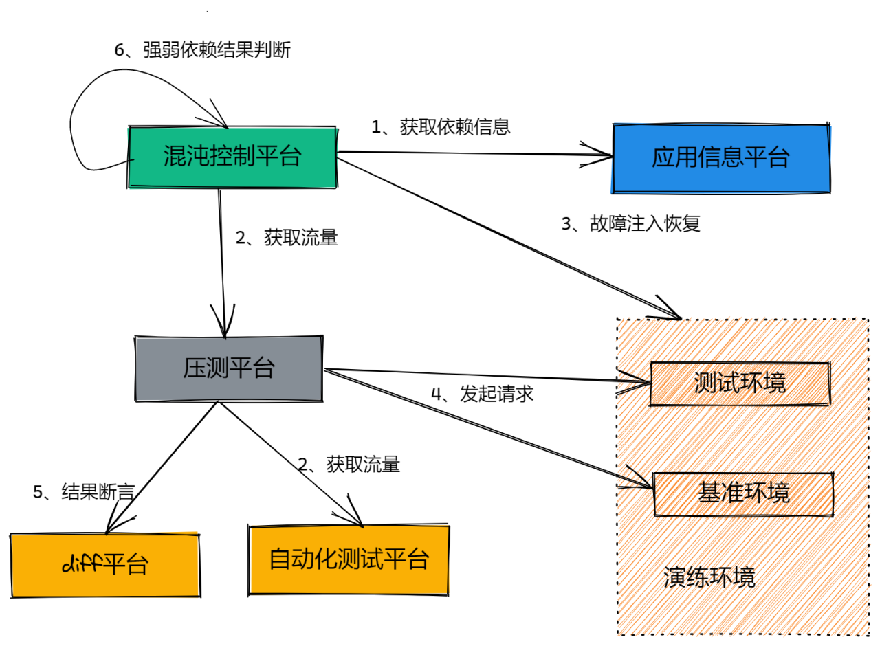 6、强弱依赖结果判断
1、获取依赖信息
混沌控制平台
应用信息平台
2、获取流量
3、故障注入恢复
压测平台
测试环境
4、发起请求
2、获取流量
5、结果断言
基准环境
diff平台
自动化测试平台
演练环境